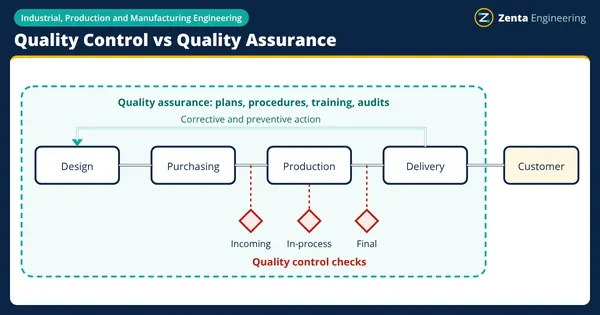 Industrial, Production and Manufacturing Engineering
Zenta Engineering
Quality Control vs Quality Assurance
Quality assurance: plans, procedures, training, audits
Corrective and preventive action
Design
Purchasing
Production
Delivery
Customer
Incoming
In-process
Final
Quality control checks